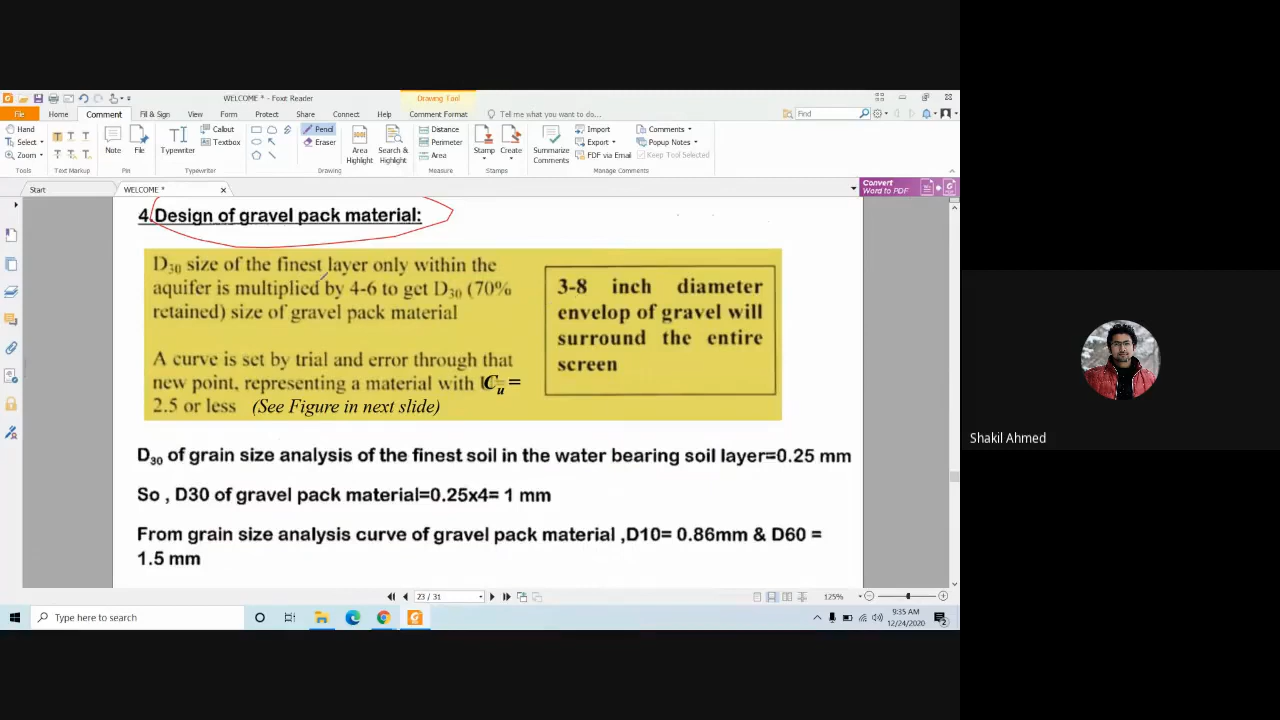 WELCOME * - Foxit Reader
Drawing Tool
File Home Comment Fill & Sign View Form Protect Share Connect Help Comment Format Tell me what you want to do... Find
Hand
Select
Zoom
Tools
Text Markup
Note
File
Pin
Typewriter
Callout
Textbox
Typewriter
Pencil
Eraser
Area Highlight
Search & Highlight
Drawing
Distance
Perimeter
Area
Measure
Stamp
Create
Stamps
Summarize Comments
Import
Export
FDF via Email
Comments
Popup Notes
Keep Tool Selected
Manage Comments
Start
WELCOME *
Convert
Word to PDF
4.Design of gravel pack material:
D30 size of the finest layer only within the
aquifer is multiplied by 4-6 to get D30 (70%
retained) size of gravel pack material
A curve is set by trial and error through that
new point, representing a material with Cu =
2.5 or less (See Figure in next slide)
3-8 inch diameter
envelop of gravel will
surround the entire
screen
D30 of grain size analysis of the finest soil in the water bearing soil layer=0.25 mm
So , D30 of gravel pack material=0.25x4= 1 mm
From grain size analysis curve of gravel pack material ,D10= 0.86mm & D60 =
1.5 mm
23 / 31
125%
Type here to search
9:35 AM
12/24/2020
2
Shakil Ahmed